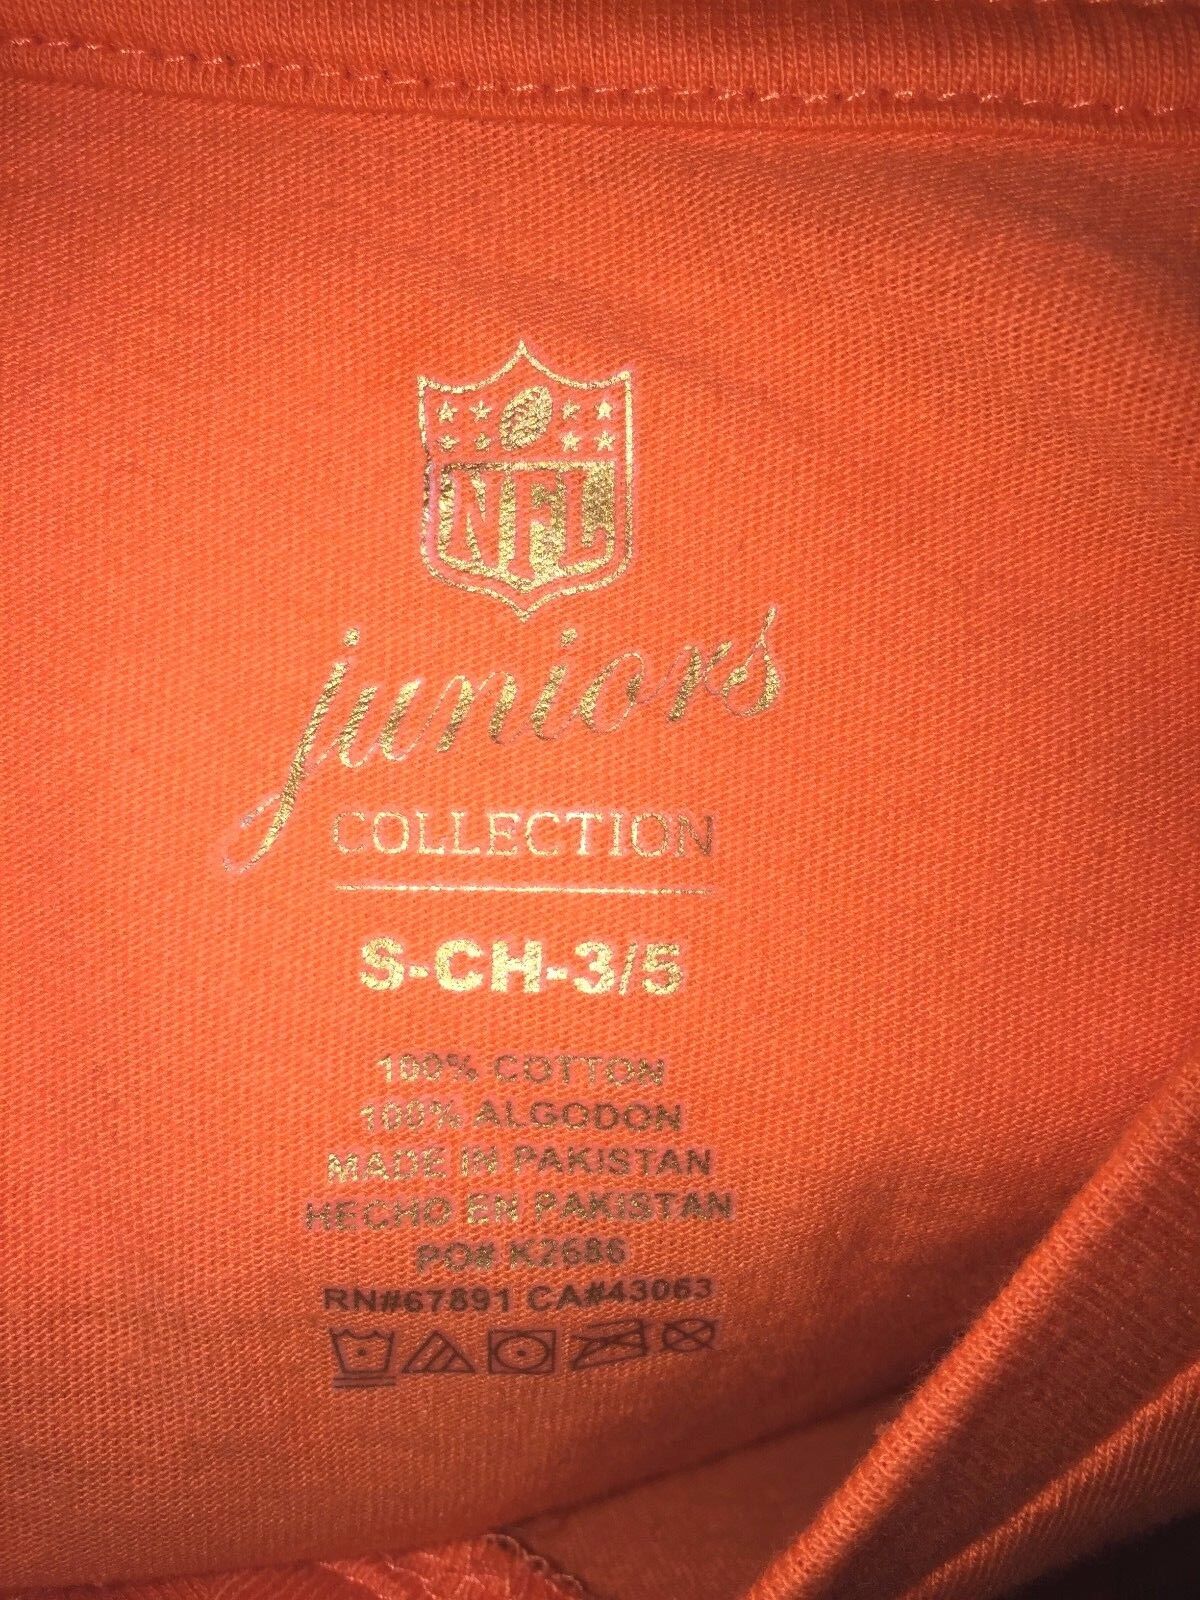 NFL
juniors
COLLECTION
S-CH-3/5
100% COTTON
100% ALGODON
MADE IN PAKISTAN
HECHO EN PAKISTAN
PO# K2686
RN#67891 CA#43063